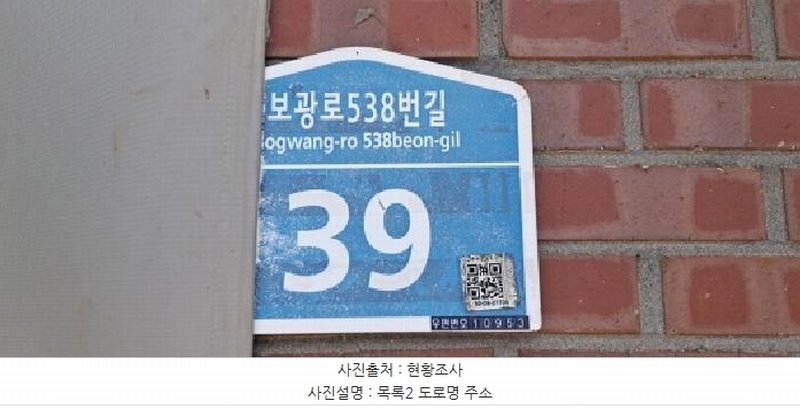 보광로538번길
ogwang-ro 538beon-gil
39
우편번호 10953
사진출처 : 현황조사
사진설명 : 목록2 도로명 주소